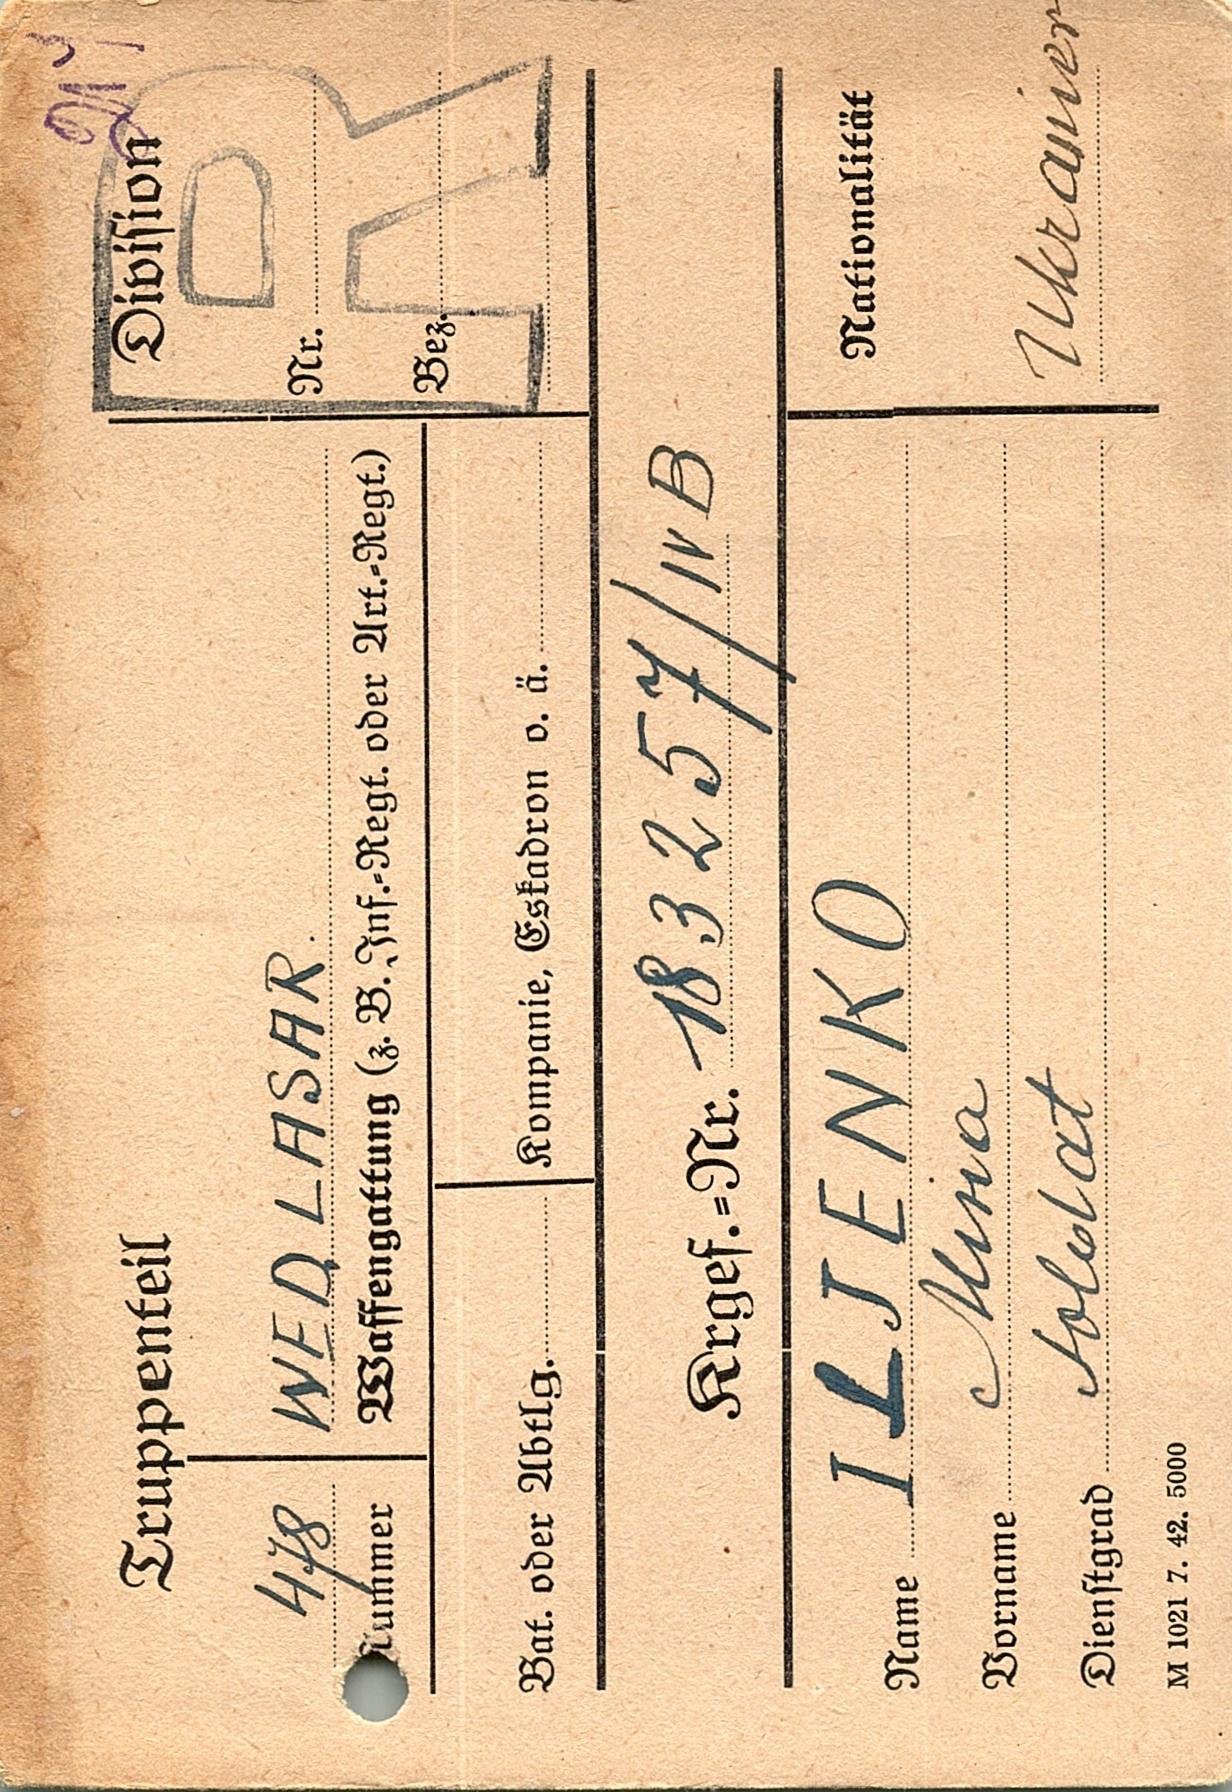 Truppenteil
Division
478 WEDLASAR.
Nummer
Waffengattung (z. B. Inf.-Regt. oder Art.-Regt.)
Nr.
Bez.
R
Bat. oder Abtlg.
Kompanie, Eskadron o. ä.
Krgef.-Nr. 183257/IVB
Name ILJENKO
Nationalität
Vorname Mina
Dienstgrad Soldat
Ukrainer
M 1021 7. 42. 5000